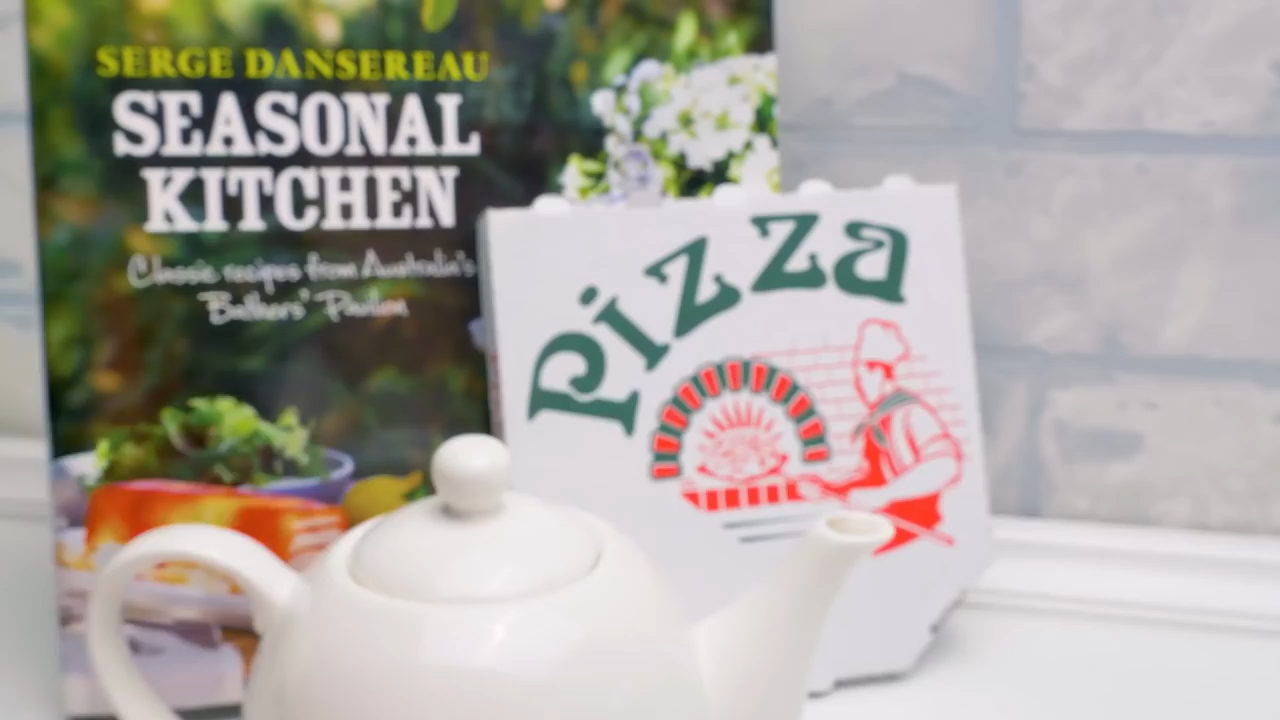 SERGE DANSEREAU
SEASONAL
KITCHEN
Classic recipes from Australia's
Bathers' Pavilion
Pizza